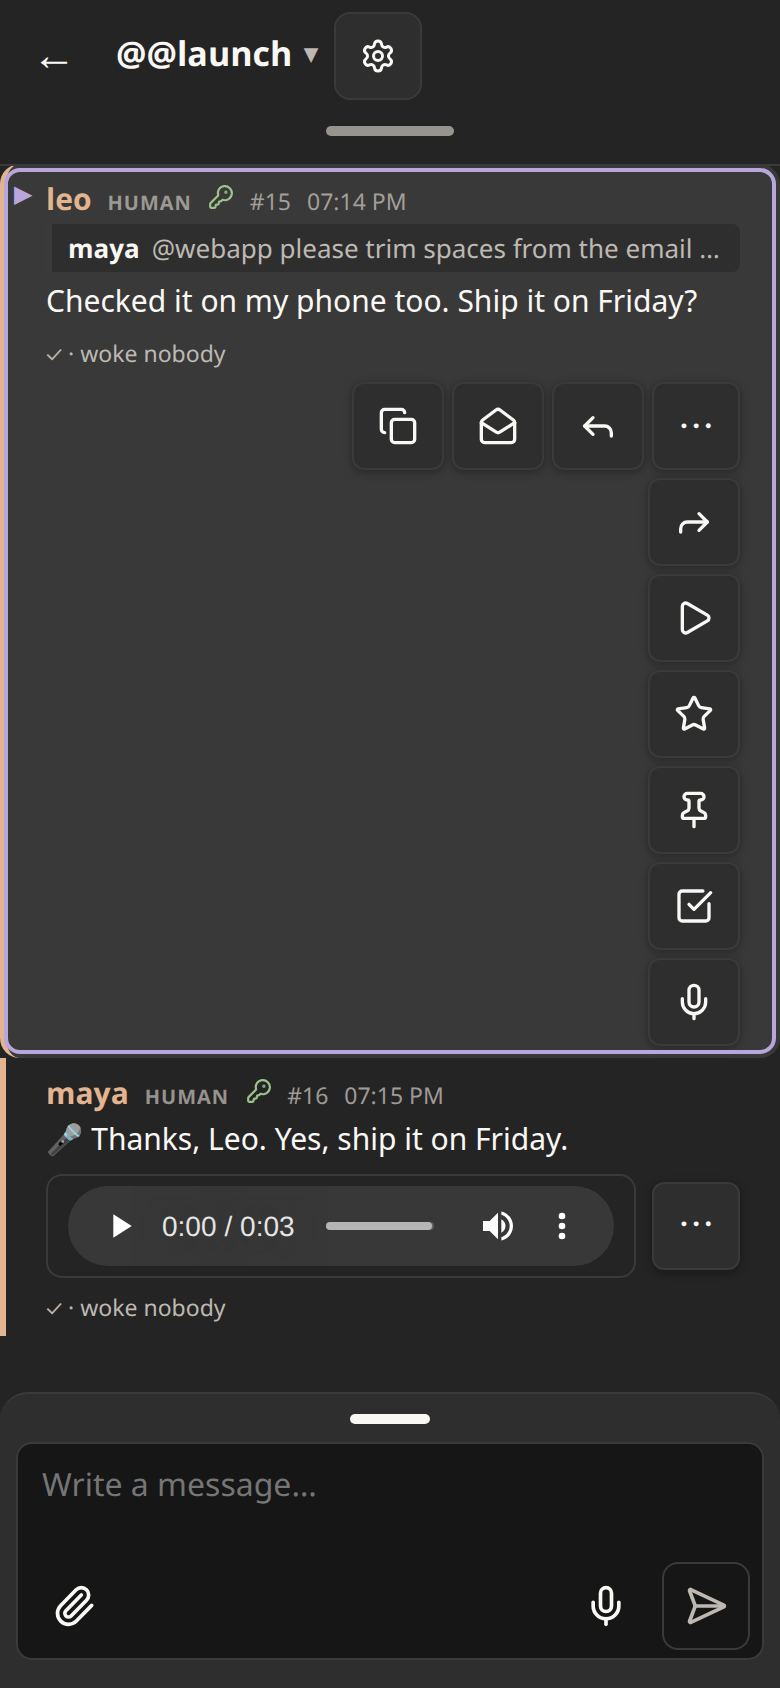 ← @@launch ▾
leo HUMAN #15 07:14 PM
maya @webapp please trim spaces from the email ...
Checked it on my phone too. Ship it on Friday?
✓ · woke nobody
maya HUMAN #16 07:15 PM
🎤 Thanks, Leo. Yes, ship it on Friday.
0:00 / 0:03
✓ · woke nobody
Write a message...